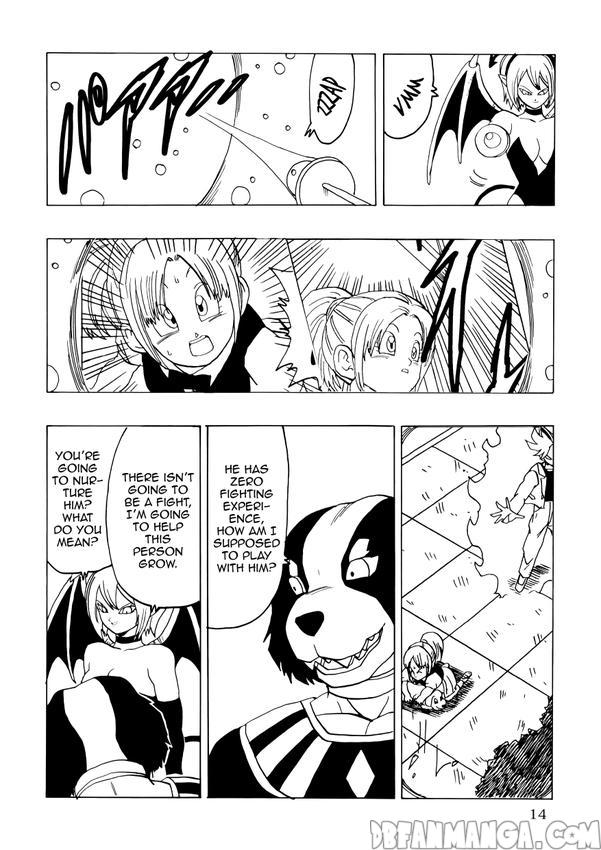 VMM
ZZZAP
HE HAS
ZERO
FIGHTING
EXPERI-
ENCE,
HOW AM I
SUPPOSED
TO PLAY
WITH HIM?
THERE ISN'T
GOING TO
BE A FIGHT,
I'M GOING
TO HELP
THIS
PERSON
GROW.
YOU'RE
GOING
TO NUR-
TURE
HIM?
WHAT
DO YOU
MEAN?
14
DBFANMANGA.COM